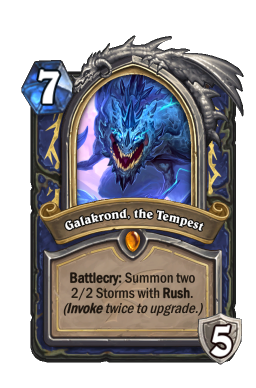 7
Galakrond, the Tempest
Battlecry: Summon two
2/2 Storms with Rush.
(Invoke twice to upgrade.)
5